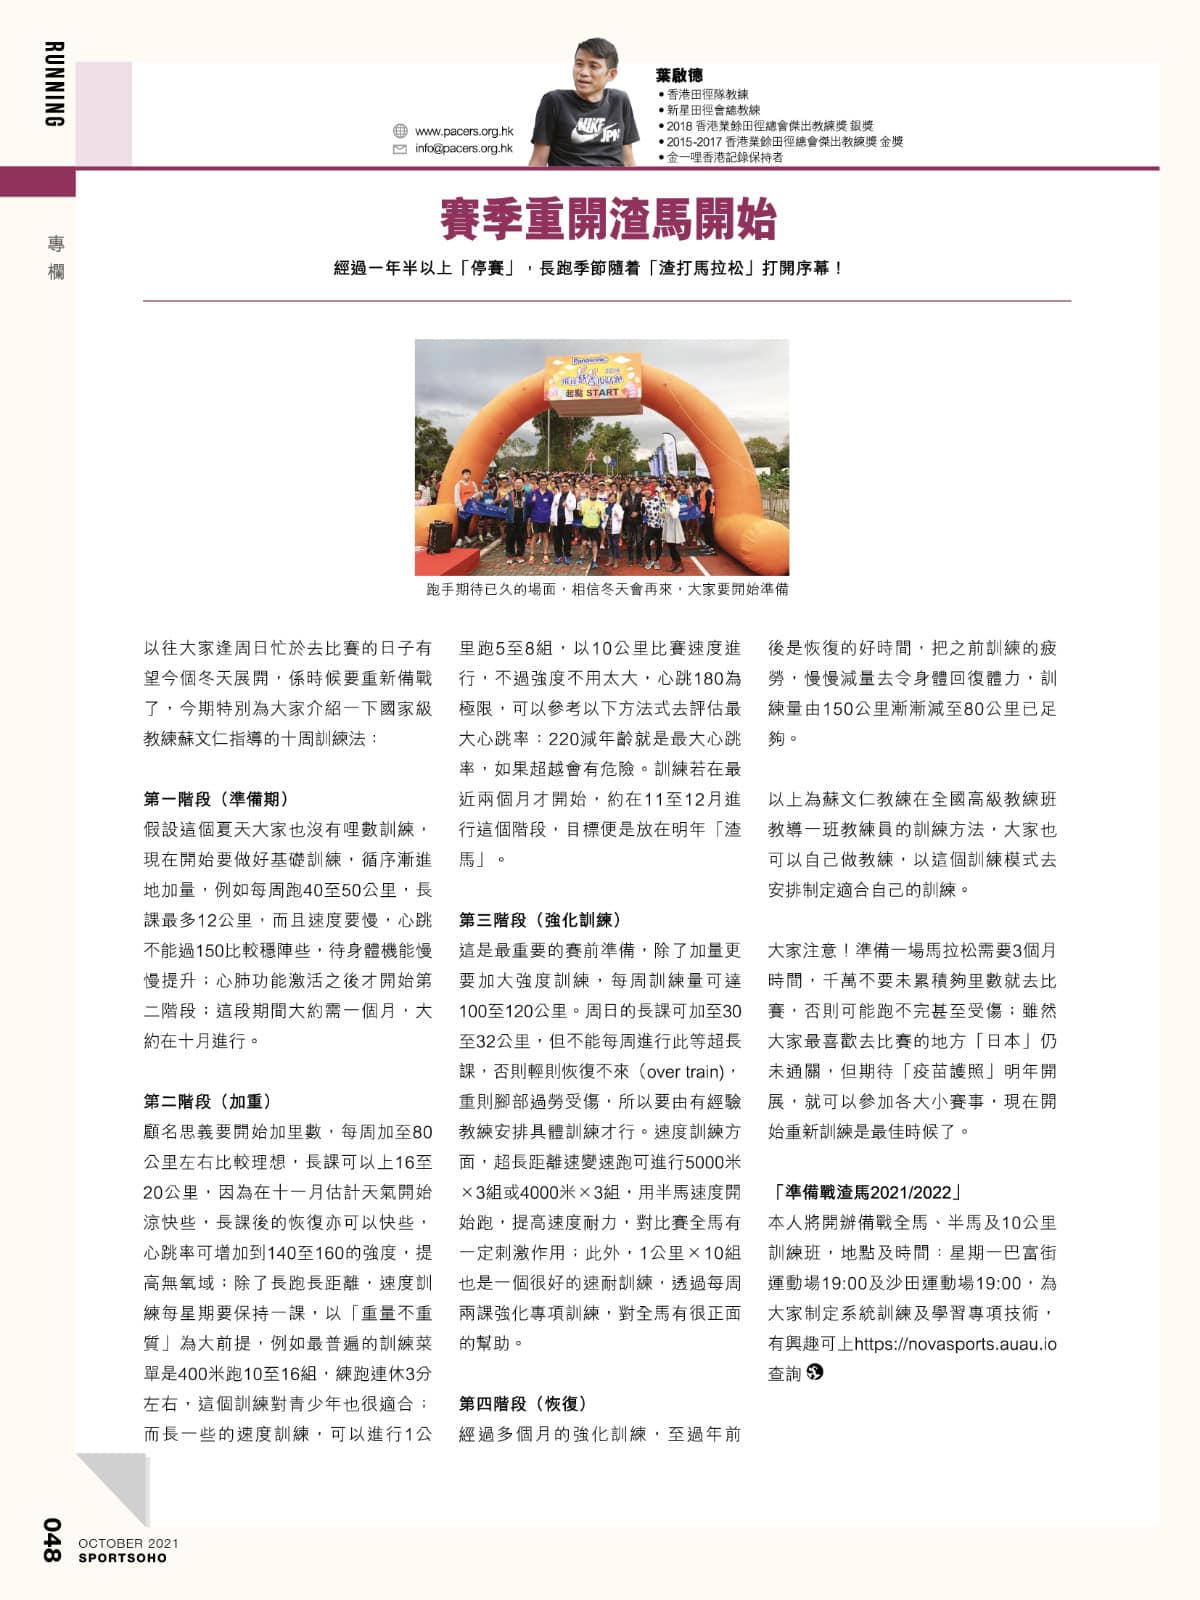 RUNNING
專欄
www.pacers.org.hk
info@pacers.org.hk
NIKE
JPN
葉啟德
• 香港田徑隊教練
• 新星田徑會總教練
• 2018 香港業餘田徑總會傑出教練獎 銀獎
• 2015-2017 香港業餘田徑總會傑出教練獎 金獎
• 金一哩香港記錄保持者
賽季重開渣馬開始
經過一年半以上「停賽」，長跑季節隨着「渣打馬拉松」打開序幕！
Panasonic
起點 START
跑手期待已久的場面，相信冬天會再來，大家要開始準備
以往大家逢周日忙於去比賽的日子有
望今個冬天展開，係時候要重新備戰
了，今期特別為大家介紹一下國家級
教練蘇文仁指導的十周訓練法：
第一階段（準備期）
假設這個夏天大家也沒有哩數訓練，
現在開始要做好基礎訓練，循序漸進
地加量，例如每周跑40至50公里，長
課最多12公里，而且速度要慢，心跳
不能過150比較穩陣些，待身體機能慢
慢提升；心肺功能激活之後才開始第
二階段；這段期間大約需一個月，大
約在十月進行。
第二階段（加重）
顧名思義要開始加里數，每周加至80
公里左右比較理想，長課可以上16至
20公里，因為在十一月估計天氣開始
涼快些，長課後的恢復亦可以快些，
心跳率可增加到140至160的強度，提
高無氧域；除了長跑長距離，速度訓
練每星期要保持一課，以「重量不重
質」為大前提，例如最普遍的訓練菜
單是400米跑10至16組，練跑連休3分
左右，這個訓練對青少年也很適合；
而長一些的速度訓練，可以進行1公
里跑5至8組，以10公里比賽速度進
行，不過強度不用太大，心跳180為
極限，可以參考以下方法式去評估最
大心跳率：220減年齡就是最大心跳
率，如果超越會有危險。訓練若在最
近兩個月才開始，約在11至12月進
行這個階段，目標便是放在明年「渣
馬」。
第三階段（強化訓練）
這是最重要的賽前準備，除了加量更
要加大強度訓練，每周訓練量可達
100至120公里。周日的長課可加至30
至32公里，但不能每周進行此等超長
課，否則輕則恢復不來（over train)，
重則腳部過勞受傷，所以要由有經驗
教練安排具體訓練才行。速度訓練方
面，超長距離速變速跑可進行5000米
×3組或4000米×3組，用半馬速度開
始跑，提高速度耐力，對比賽全馬有
一定刺激作用；此外，1公里×10組
也是一個很好的速耐訓練，透過每周
兩課強化專項訓練，對全馬有很正面
的幫助。
第四階段（恢復）
經過多個月的強化訓練，至過年前
後是恢復的好時間，把之前訓練的疲
勞，慢慢減量去令身體回復體力，訓
練量由150公里漸漸減至80公里已足
夠。
以上為蘇文仁教練在全國高級教練班
教導一班教練員的訓練方法，大家也
可以自己做教練，以這個訓練模式去
安排制定適合自己的訓練。
大家注意！準備一場馬拉松需要3個月
時間，千萬不要未累積夠里數就去比
賽，否則可能跑不完甚至受傷；雖然
大家最喜歡去比賽的地方「日本」仍
未通關，但期待「疫苗護照」明年開
展，就可以參加各大小賽事，現在開
始重新訓練是最佳時候了。
「準備戰渣馬2021/2022」
本人將開辦備戰全馬、半馬及10公里
訓練班，地點及時間：星期一巴富街
運動場19:00及沙田運動場19:00，為
大家制定系統訓練及學習專項技術，
有興趣可上https://novasports.auau.io
查詢
048
OCTOBER 2021
SPORTSOHO